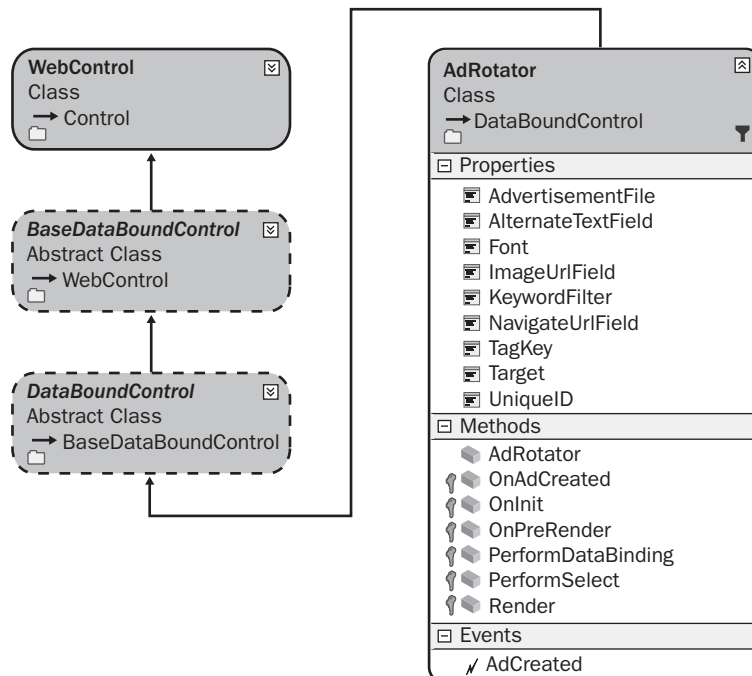 WebControl
Class
Control
BaseDataBoundControl
Abstract Class
WebControl
DataBoundControl
Abstract Class
BaseDataBoundControl
AdRotator
Class
DataBoundControl
Properties
AdvertisementFile
AlternateTextField
Font
ImageUrlField
KeywordFilter
NavigateUrlField
TagKey
Target
UniqueID
Methods
AdRotator
OnAdCreated
OnInit
OnPreRender
PerformDataBinding
PerformSelect
Render
Events
AdCreated